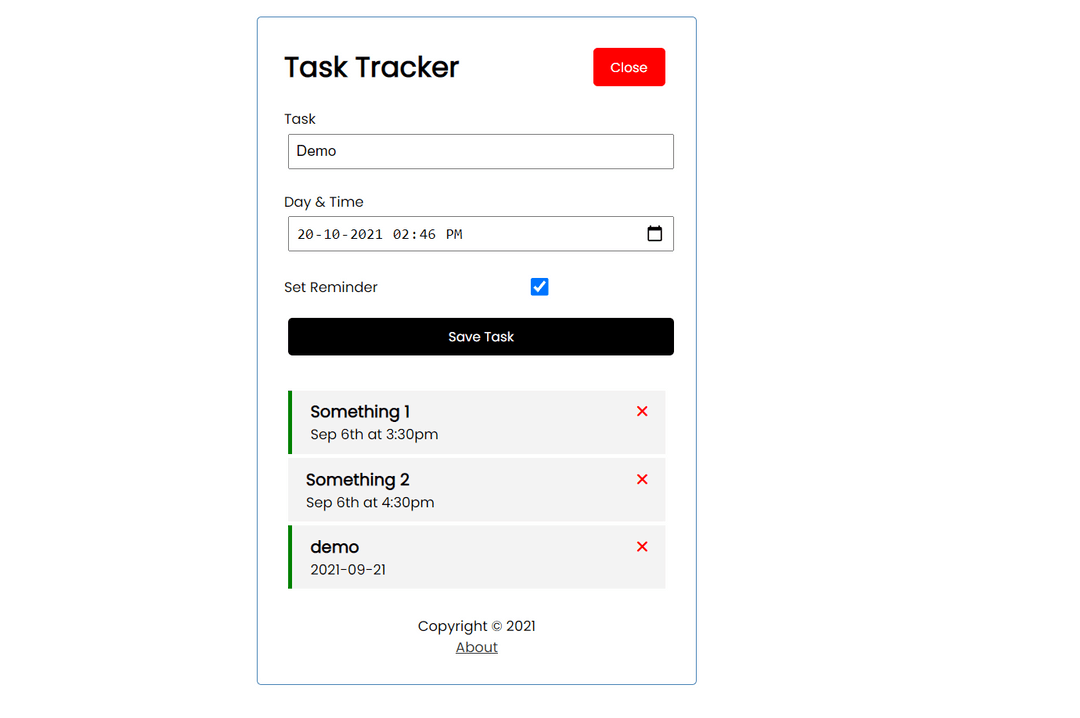 Task Tracker
Close
Task
Demo
Day & Time
20-10-2021 02:46 PM
Set Reminder
Save Task
Something 1
Sep 6th at 3:30pm
Something 2
Sep 6th at 4:30pm
demo
2021-09-21
Copyright © 2021
About